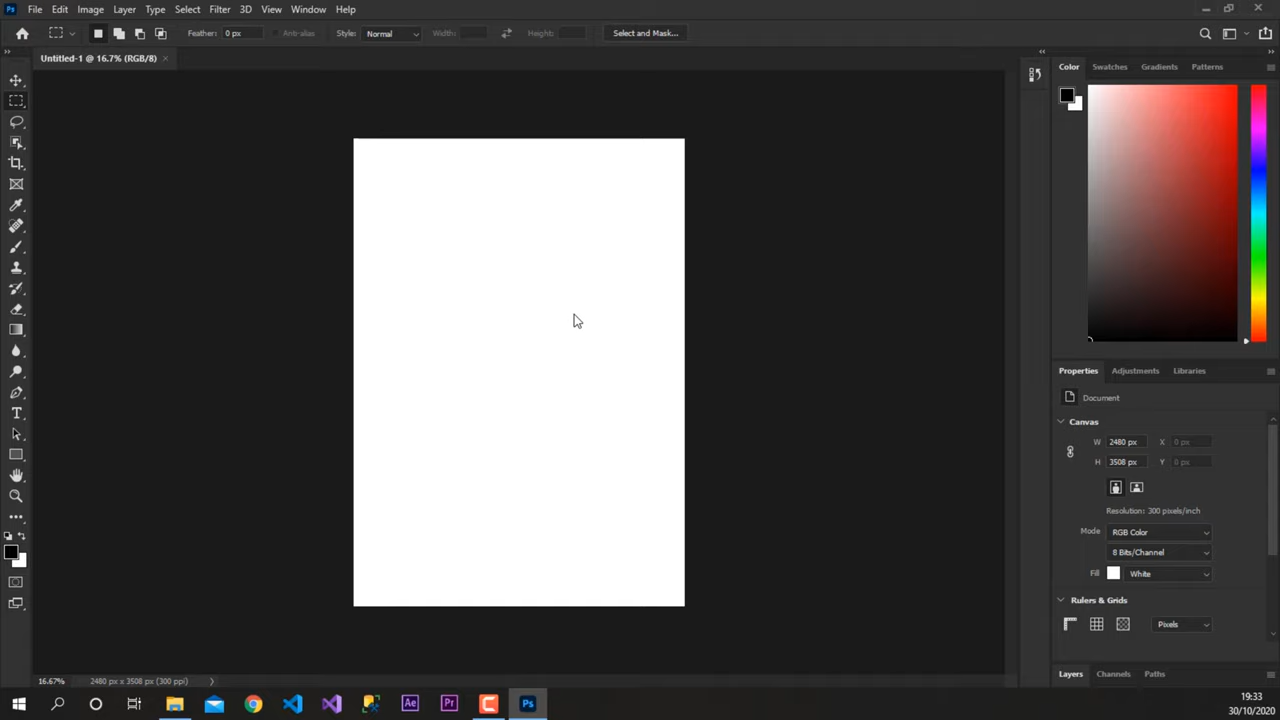 Ps File Edit Image Layer Type Select Filter 3D View Window Help
Feather: 0 px Anti-alias Style: Normal Width: Height: Select and Mask...
Untitled-1 @ 16.7% (RGB/8) ×
Color Swatches Gradients Patterns
Properties Adjustments Libraries
Document
Canvas
W 2480 px X 0 px
H 3508 px Y 0 px
Resolution: 300 pixels/inch
Mode RGB Color
8 Bits/Channel
Fill White
Rulers & Grids
Pixels
Layers Channels Paths
16.67% 2480 px x 3508 px (300 ppi)
Ae Pr Ps
19:33
30/10/2020